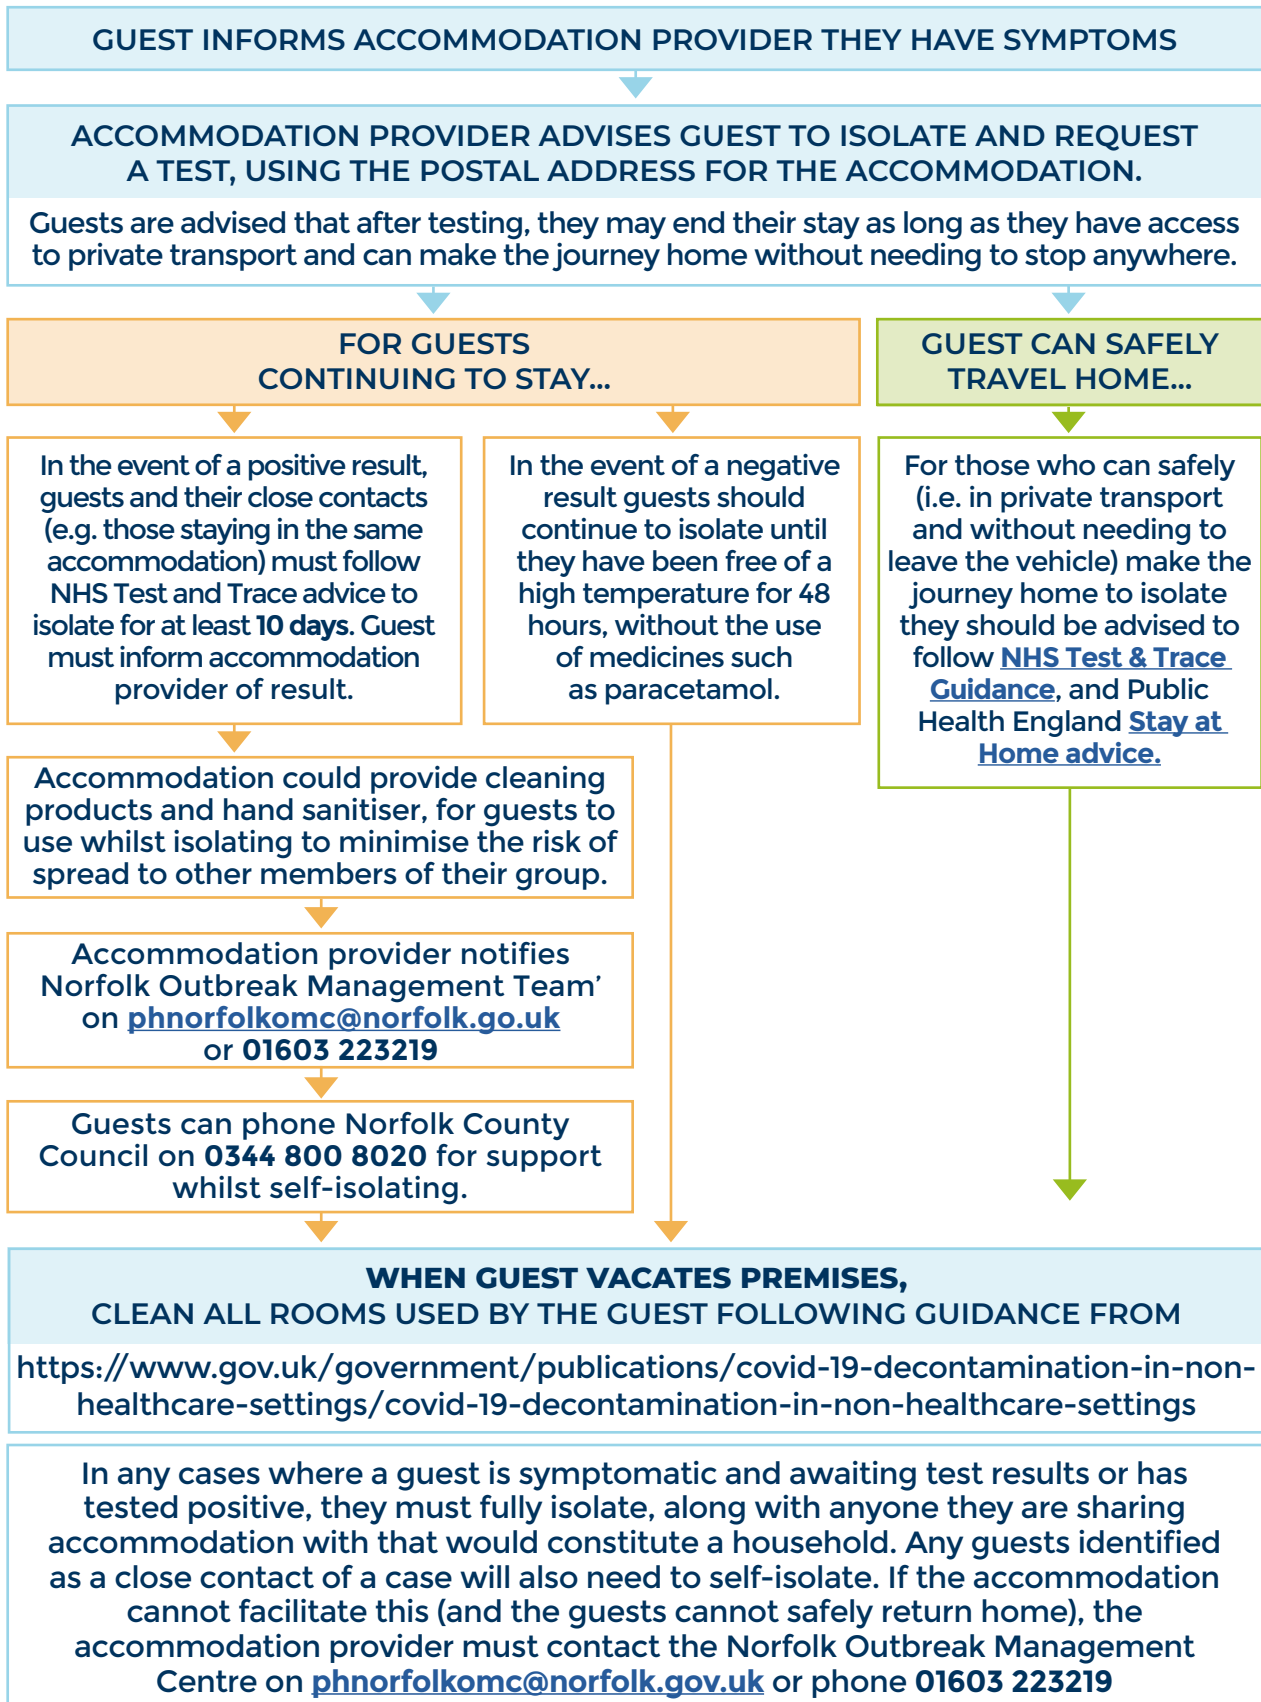 GUEST INFORMS ACCOMMODATION PROVIDER THEY HAVE SYMPTOMS
ACCOMMODATION PROVIDER ADVISES GUEST TO ISOLATE AND REQUEST
A TEST, USING THE POSTAL ADDRESS FOR THE ACCOMMODATION.
Guests are advised that after testing, they may end their stay as long as they have access
to private transport and can make the journey home without needing to stop anywhere.
FOR GUESTS
CONTINUING TO STAY...
In the event of a positive result,
guests and their close contacts
(e.g. those staying in the same
accommodation) must follow
NHS Test and Trace advice to
isolate for at least 10 days. Guest
must inform accommodation
provider of result.
In the event of a negative
result guests should
continue to isolate until
they have been free of a
high temperature for 48
hours, without the use
of medicines such
as paracetamol.
GUEST CAN SAFELY
TRAVEL HOME...
For those who can safely
(i.e. in private transport
and without needing to
leave the vehicle) make the
journey home to isolate
they should be advised to
follow NHS Test & Trace
Guidance, and Public
Health England Stay at
Home advice.
Accommodation could provide cleaning
products and hand sanitiser, for guests to
use whilst isolating to minimise the risk of
spread to other members of their group.
Accommodation provider notifies
Norfolk Outbreak Management Team’
on phnorfolkomc@norfolk.go.uk
or 01603 223219
Guests can phone Norfolk County
Council on 0344 800 8020 for support
whilst self-isolating.
WHEN GUEST VACATES PREMISES,
CLEAN ALL ROOMS USED BY THE GUEST FOLLOWING GUIDANCE FROM
https://www.gov.uk/government/publications/covid-19-decontamination-in-non-
healthcare-settings/covid-19-decontamination-in-non-healthcare-settings
In any cases where a guest is symptomatic and awaiting test results or has
tested positive, they must fully isolate, along with anyone they are sharing
accommodation with that would constitute a household. Any guests identified
as a close contact of a case will also need to self-isolate. If the accommodation
cannot facilitate this (and the guests cannot safely return home), the
accommodation provider must contact the Norfolk Outbreak Management
Centre on phnorfolkomc@norfolk.gov.uk or phone 01603 223219